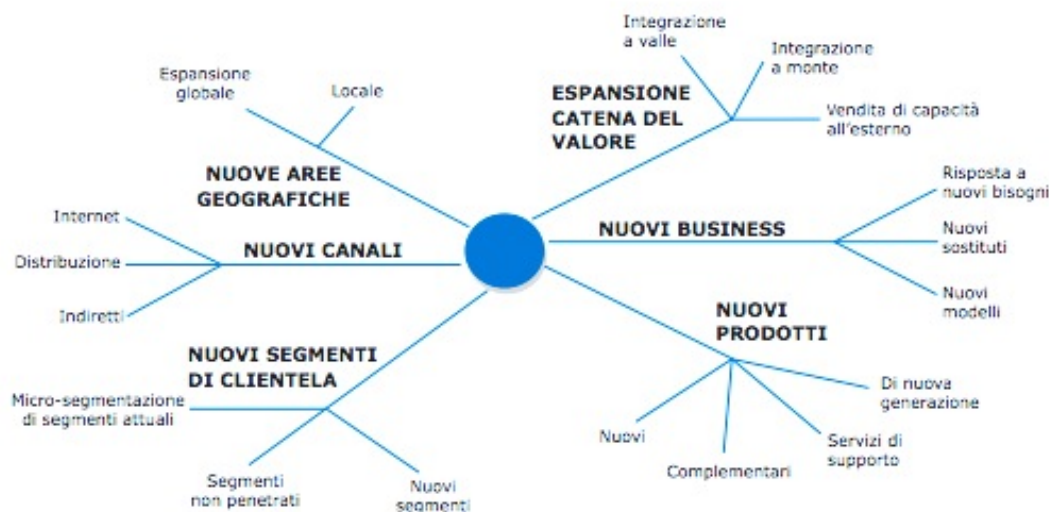 Espansione
globale
Locale
NUOVE AREE
GEOGRAFICHE
Internet
Distribuzione
Indiretti
NUOVI CANALI
NUOVI SEGMENTI
DI CLIENTELA
Micro-segmentazione
di segmenti attuali
Segmenti
non penetrati
Nuovi
segmenti
Integrazione
a valle
Integrazione
a monte
Vendita di capacità
all'esterno
ESPANSIONE
CATENA DEL
VALORE
NUOVI BUSINESS
Risposta a
nuovi bisogni
Nuovi
sostituti
Nuovi
modelli
NUOVI
PRODOTTI
Di nuova
generazione
Servizi di
supporto
Complementari
Nuovi